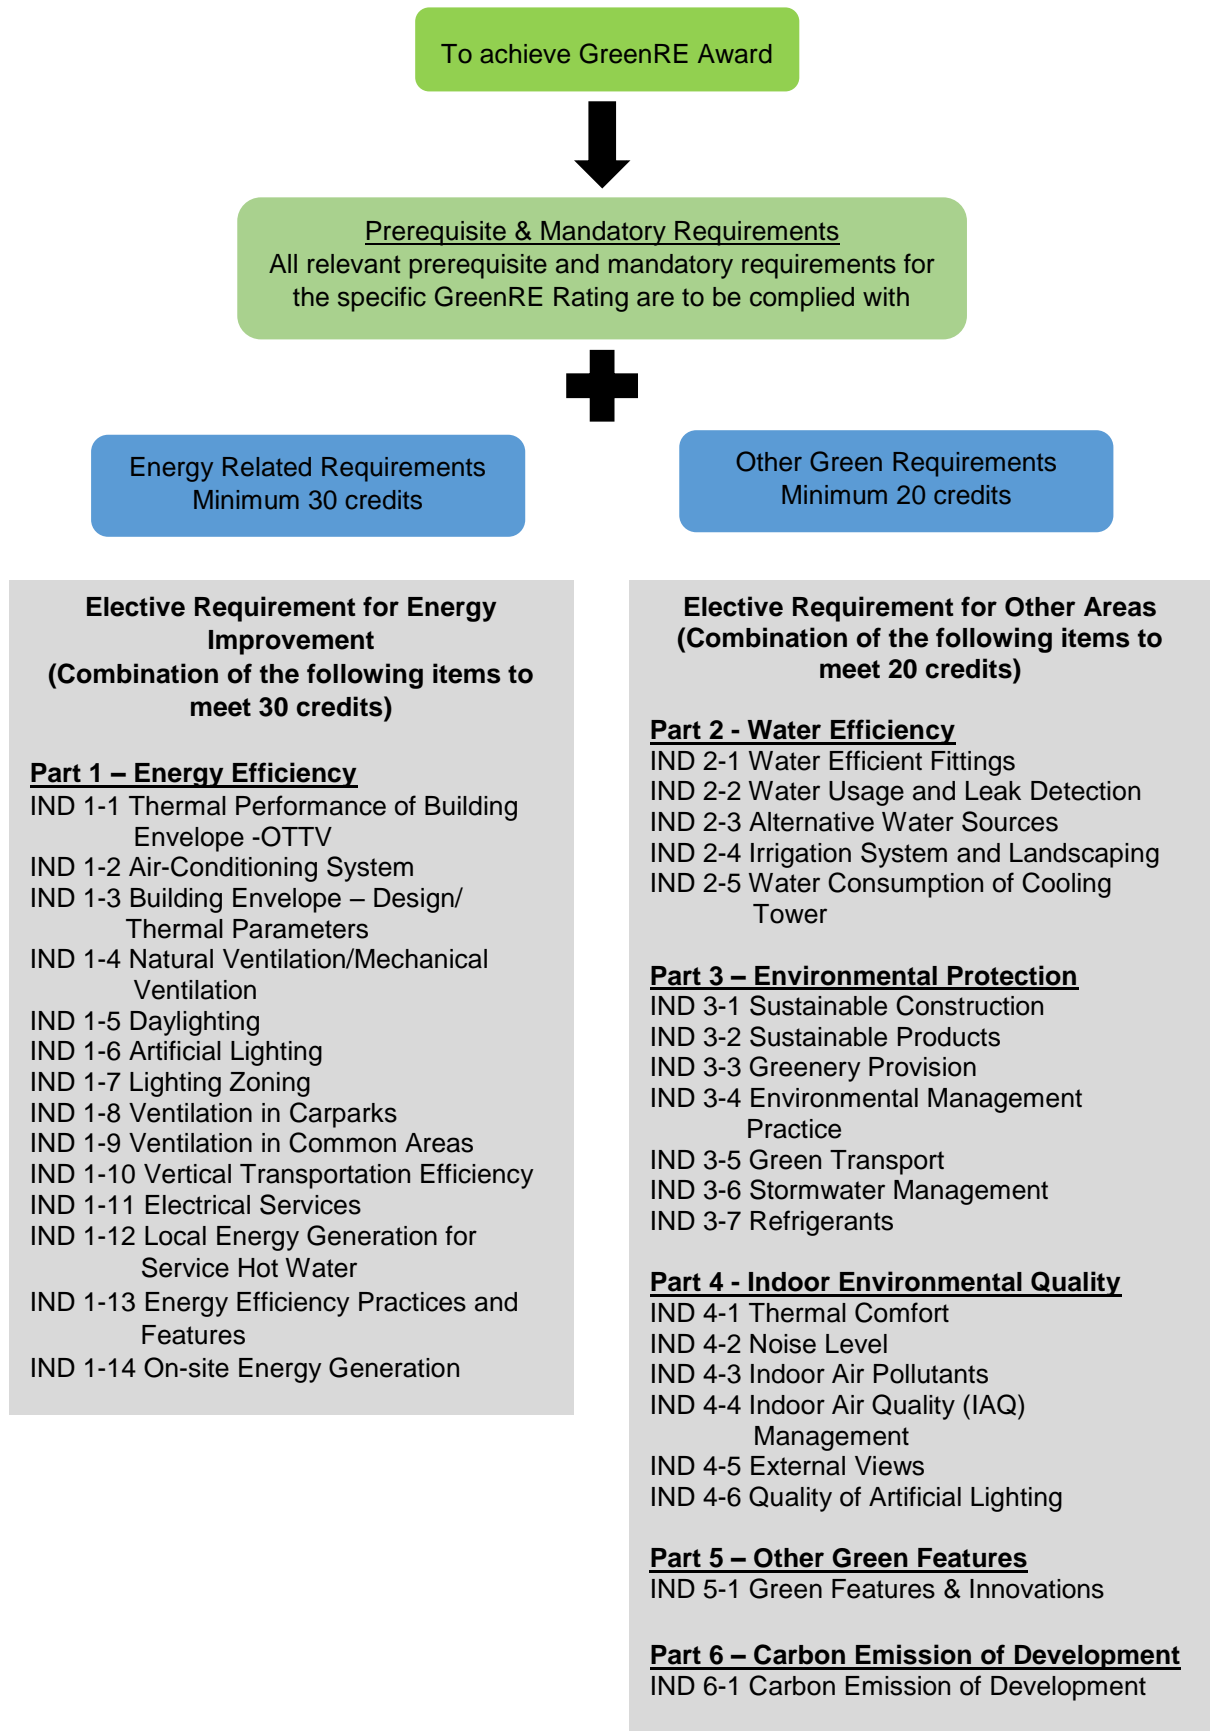 To achieve GreenRE Award
Prerequisite & Mandatory Requirements
All relevant prerequisite and mandatory requirements for
the specific GreenRE Rating are to be complied with
Energy Related Requirements
Minimum 30 credits
Other Green Requirements
Minimum 20 credits
Elective Requirement for Energy
Improvement
(Combination of the following items to
meet 30 credits)
Part 1 – Energy Efficiency
IND 1-1 Thermal Performance of Building
Envelope -OTTV
IND 1-2 Air-Conditioning System
IND 1-3 Building Envelope – Design/
Thermal Parameters
IND 1-4 Natural Ventilation/Mechanical
Ventilation
IND 1-5 Daylighting
IND 1-6 Artificial Lighting
IND 1-7 Lighting Zoning
IND 1-8 Ventilation in Carparks
IND 1-9 Ventilation in Common Areas
IND 1-10 Vertical Transportation Efficiency
IND 1-11 Electrical Services
IND 1-12 Local Energy Generation for
Service Hot Water
IND 1-13 Energy Efficiency Practices and
Features
IND 1-14 On-site Energy Generation
Elective Requirement for Other Areas
(Combination of the following items to
meet 20 credits)
Part 2 - Water Efficiency
IND 2-1 Water Efficient Fittings
IND 2-2 Water Usage and Leak Detection
IND 2-3 Alternative Water Sources
IND 2-4 Irrigation System and Landscaping
IND 2-5 Water Consumption of Cooling
Tower
Part 3 – Environmental Protection
IND 3-1 Sustainable Construction
IND 3-2 Sustainable Products
IND 3-3 Greenery Provision
IND 3-4 Environmental Management
Practice
IND 3-5 Green Transport
IND 3-6 Stormwater Management
IND 3-7 Refrigerants
Part 4 - Indoor Environmental Quality
IND 4-1 Thermal Comfort
IND 4-2 Noise Level
IND 4-3 Indoor Air Pollutants
IND 4-4 Indoor Air Quality (IAQ)
Management
IND 4-5 External Views
IND 4-6 Quality of Artificial Lighting
Part 5 – Other Green Features
IND 5-1 Green Features & Innovations
Part 6 – Carbon Emission of Development
IND 6-1 Carbon Emission of Development